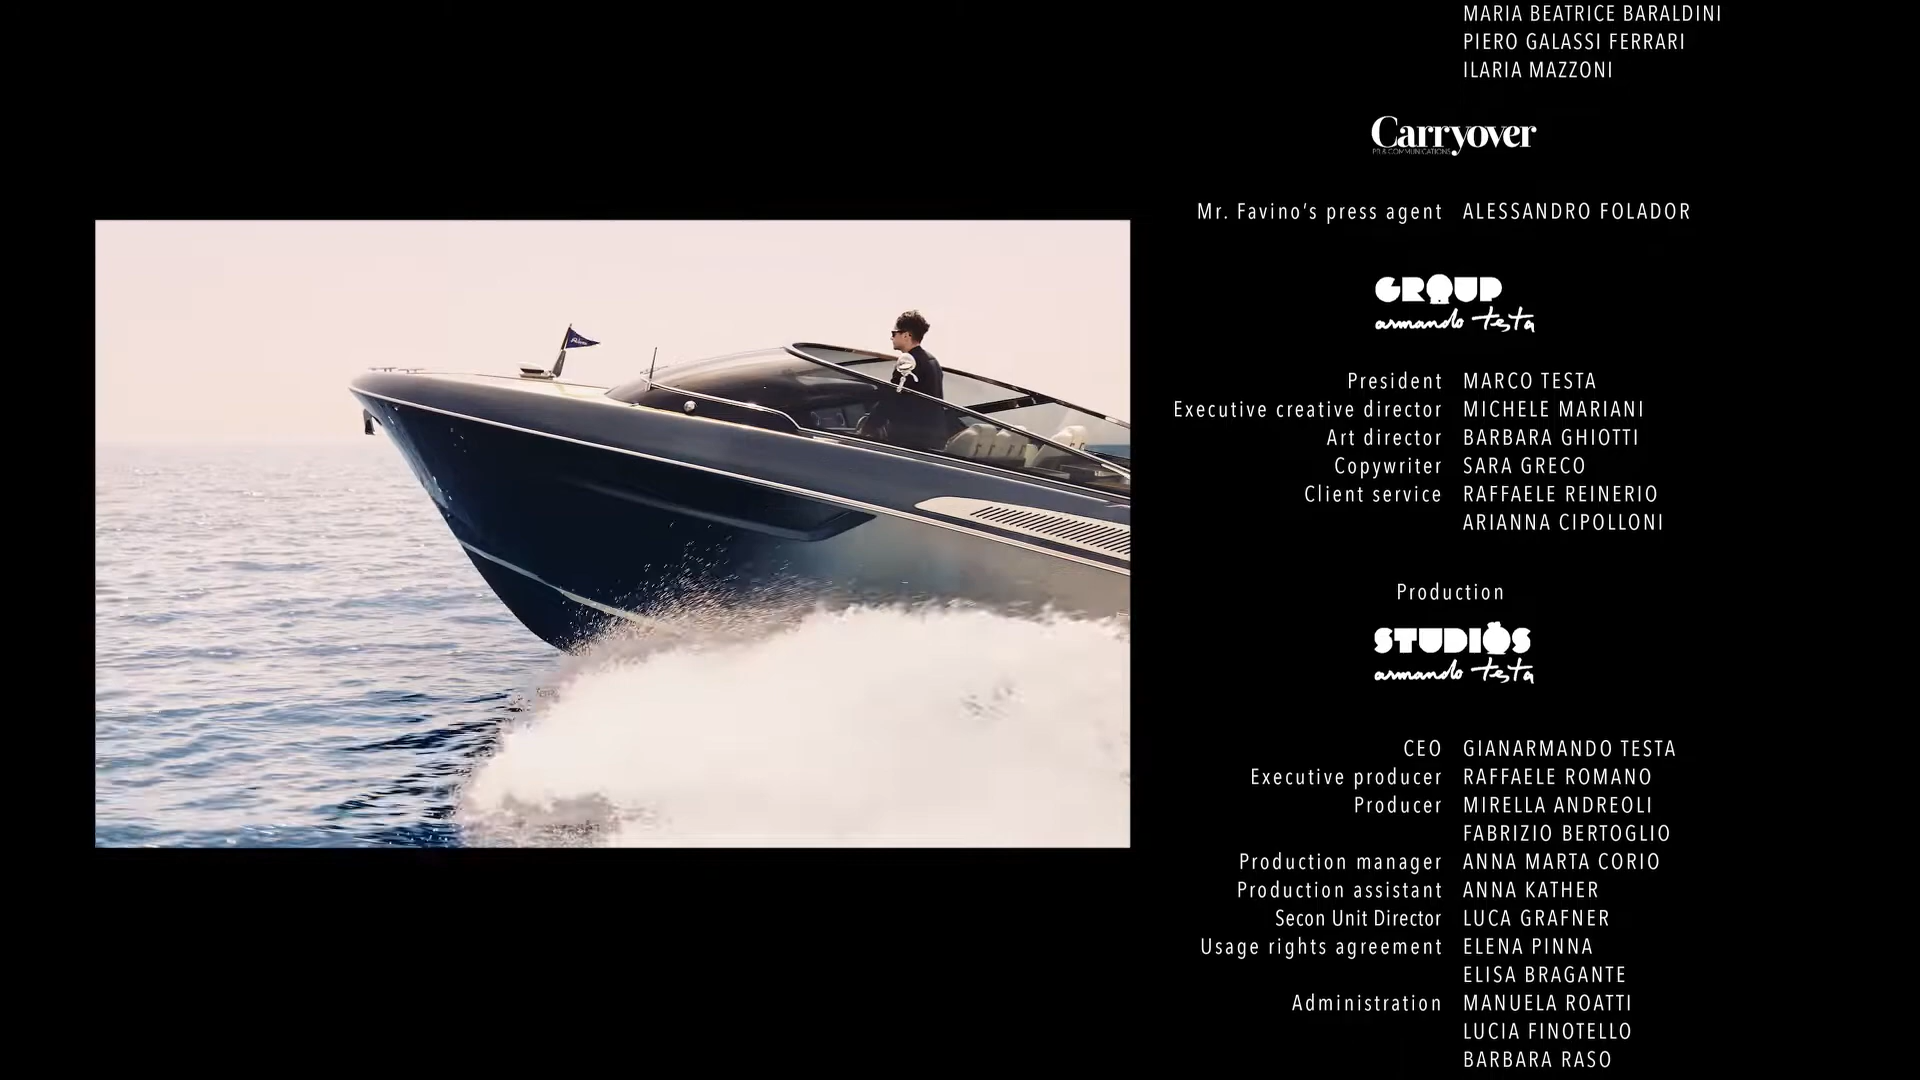 MARIA BEATRICE BARALDINI
PIERO GALASSI FERRARI
ILARIA MAZZONI
Carryover
PR & COMMUNICATIONS
Mr. Favino's press agent ALESSANDRO FOLADOR
GROUP
armando testa
President MARCO TESTA
Executive creative director MICHELE MARIANI
Art director BARBARA GHIOTTI
Copywriter SARA GRECO
Client service RAFFAELE REINERIO
ARIANNA CIPOLLONI
Production
STUDIOS
armando testa
CEO GIANARMANDO TESTA
Executive producer RAFFAELE ROMANO
Producer MIRELLA ANDREOLI
FABRIZIO BERTOGLIO
Production manager ANNA MARTA CORIO
Production assistant ANNA KATHER
Secon Unit Director LUCA GRAFNER
Usage rights agreement ELENA PINNA
ELISA BRAGANTE
Administration MANUELA ROATTI
LUCIA FINOTELLO
BARBARA RASO